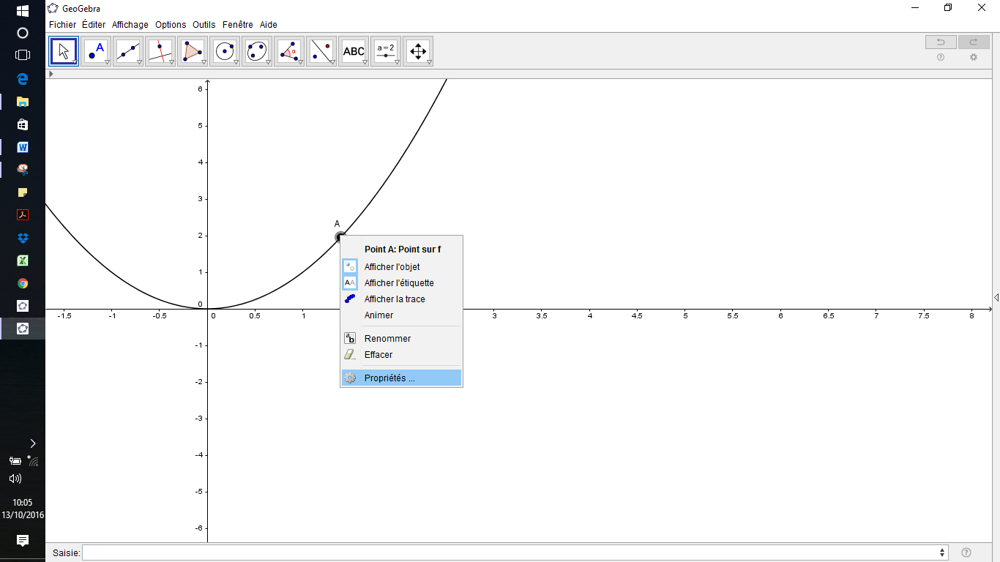 GeoGebra
Fichier Éditer Affichage Options Outils Fenêtre Aide
A
ABC
a=2
α
6
5
4
3
2
1
0
-1
-2
-3
-4
-5
-6
-1.5 -1 -0.5 0 0.5 1 3 3.5 4 4.5 5 5.5 6 6.5 7 7.5 8
A
Point A: Point sur f
Afficher l'objet
AA Afficher l'étiquette
Afficher la trace
Animer
ab Renommer
Effacer
Propriétés ...
10:05
13/10/2016
Saisie: